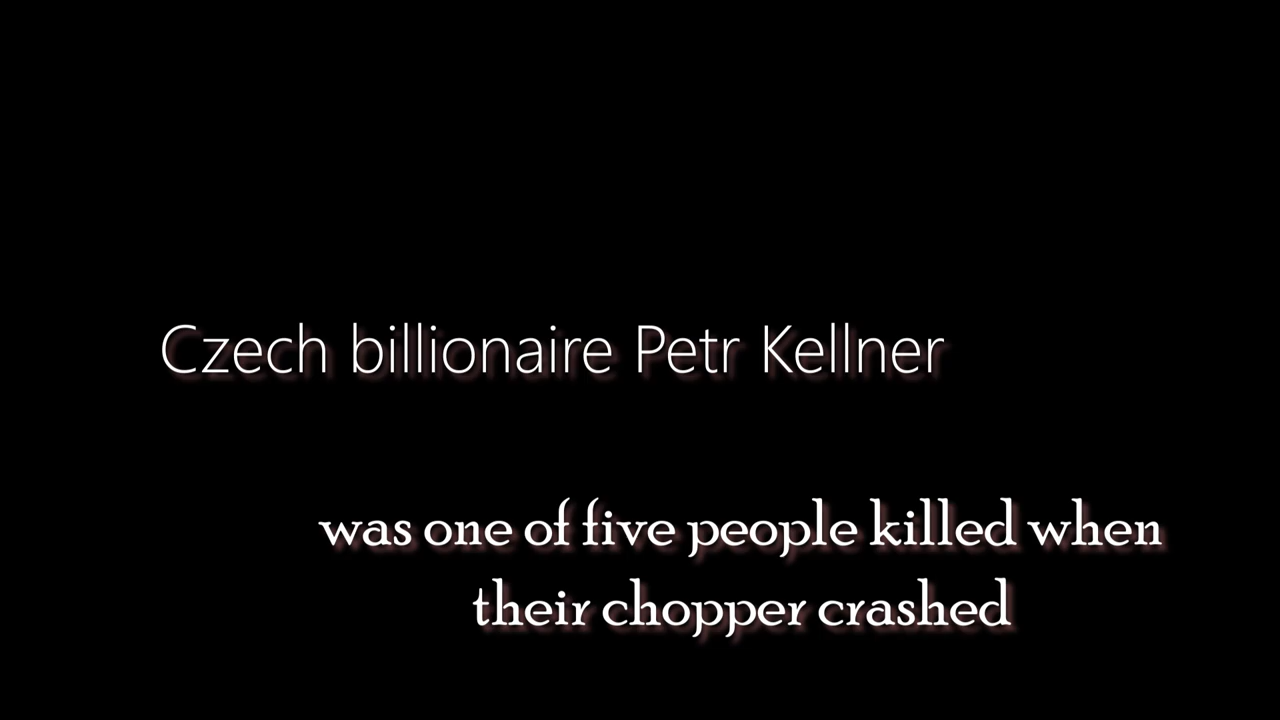 Czech billionaire Petr Kellner
was one of five people killed when
their chopper crashed